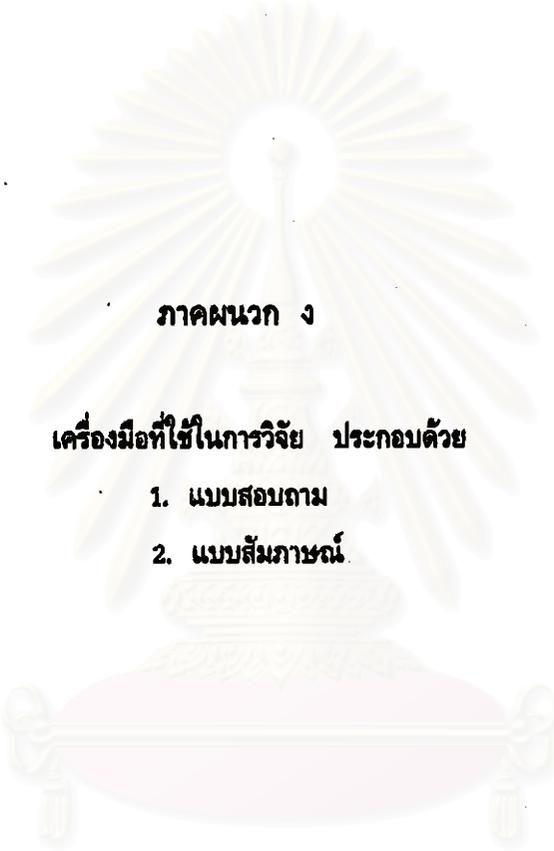 ภาคผนวก ง
เครื่องมือที่ใช้ในการวิจัย ประกอบด้วย
1. แบบสอบถาม
2. แบบสัมภาษณ์